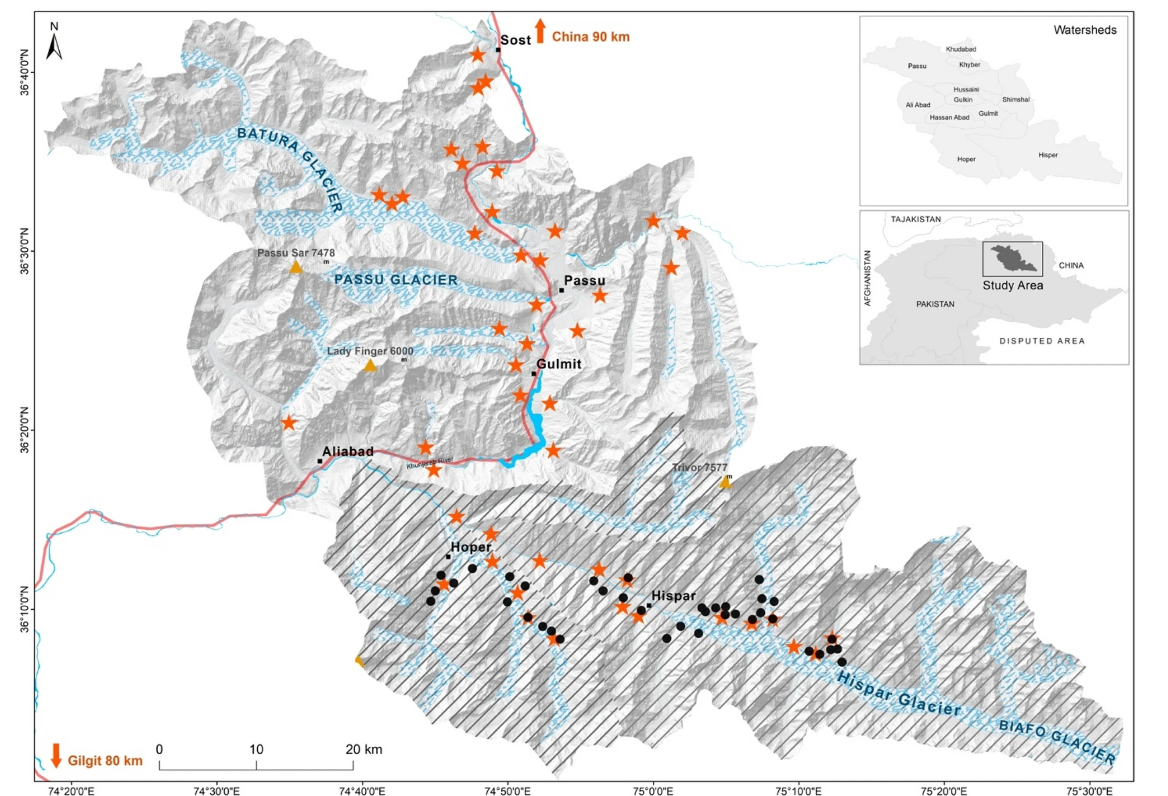 N
Sost
China 90 km
BATURA GLACIER
Passu Sar 7478
m
PASSU GLACIER
Passu
Lady Finger 6000
m
Gulmit
Aliabad
Trivor 7577
m
Hoper
Hispar
Hispar Glacier
BIAFO GLACIER
0 10 20 km
Gilgit 80 km
36°40'0"N
36°30'0"N
36°20'0"N
36°10'0"N
74°20'0"E 74°30'0"E 74°40'0"E 74°50'0"E 75°0'0"E 75°10'0"E 75°20'0"E 75°30'0"E
Watersheds
Khudabad
Passu
Khyber
Hussaini
Gulkin
Shimshal
Ali Abad
Gulmit
Hassan Abad
Hoper
Hisper
TAJAKISTAN
AFGHANISTAN
CHINA
Study Area
PAKISTAN
DISPUTED AREA